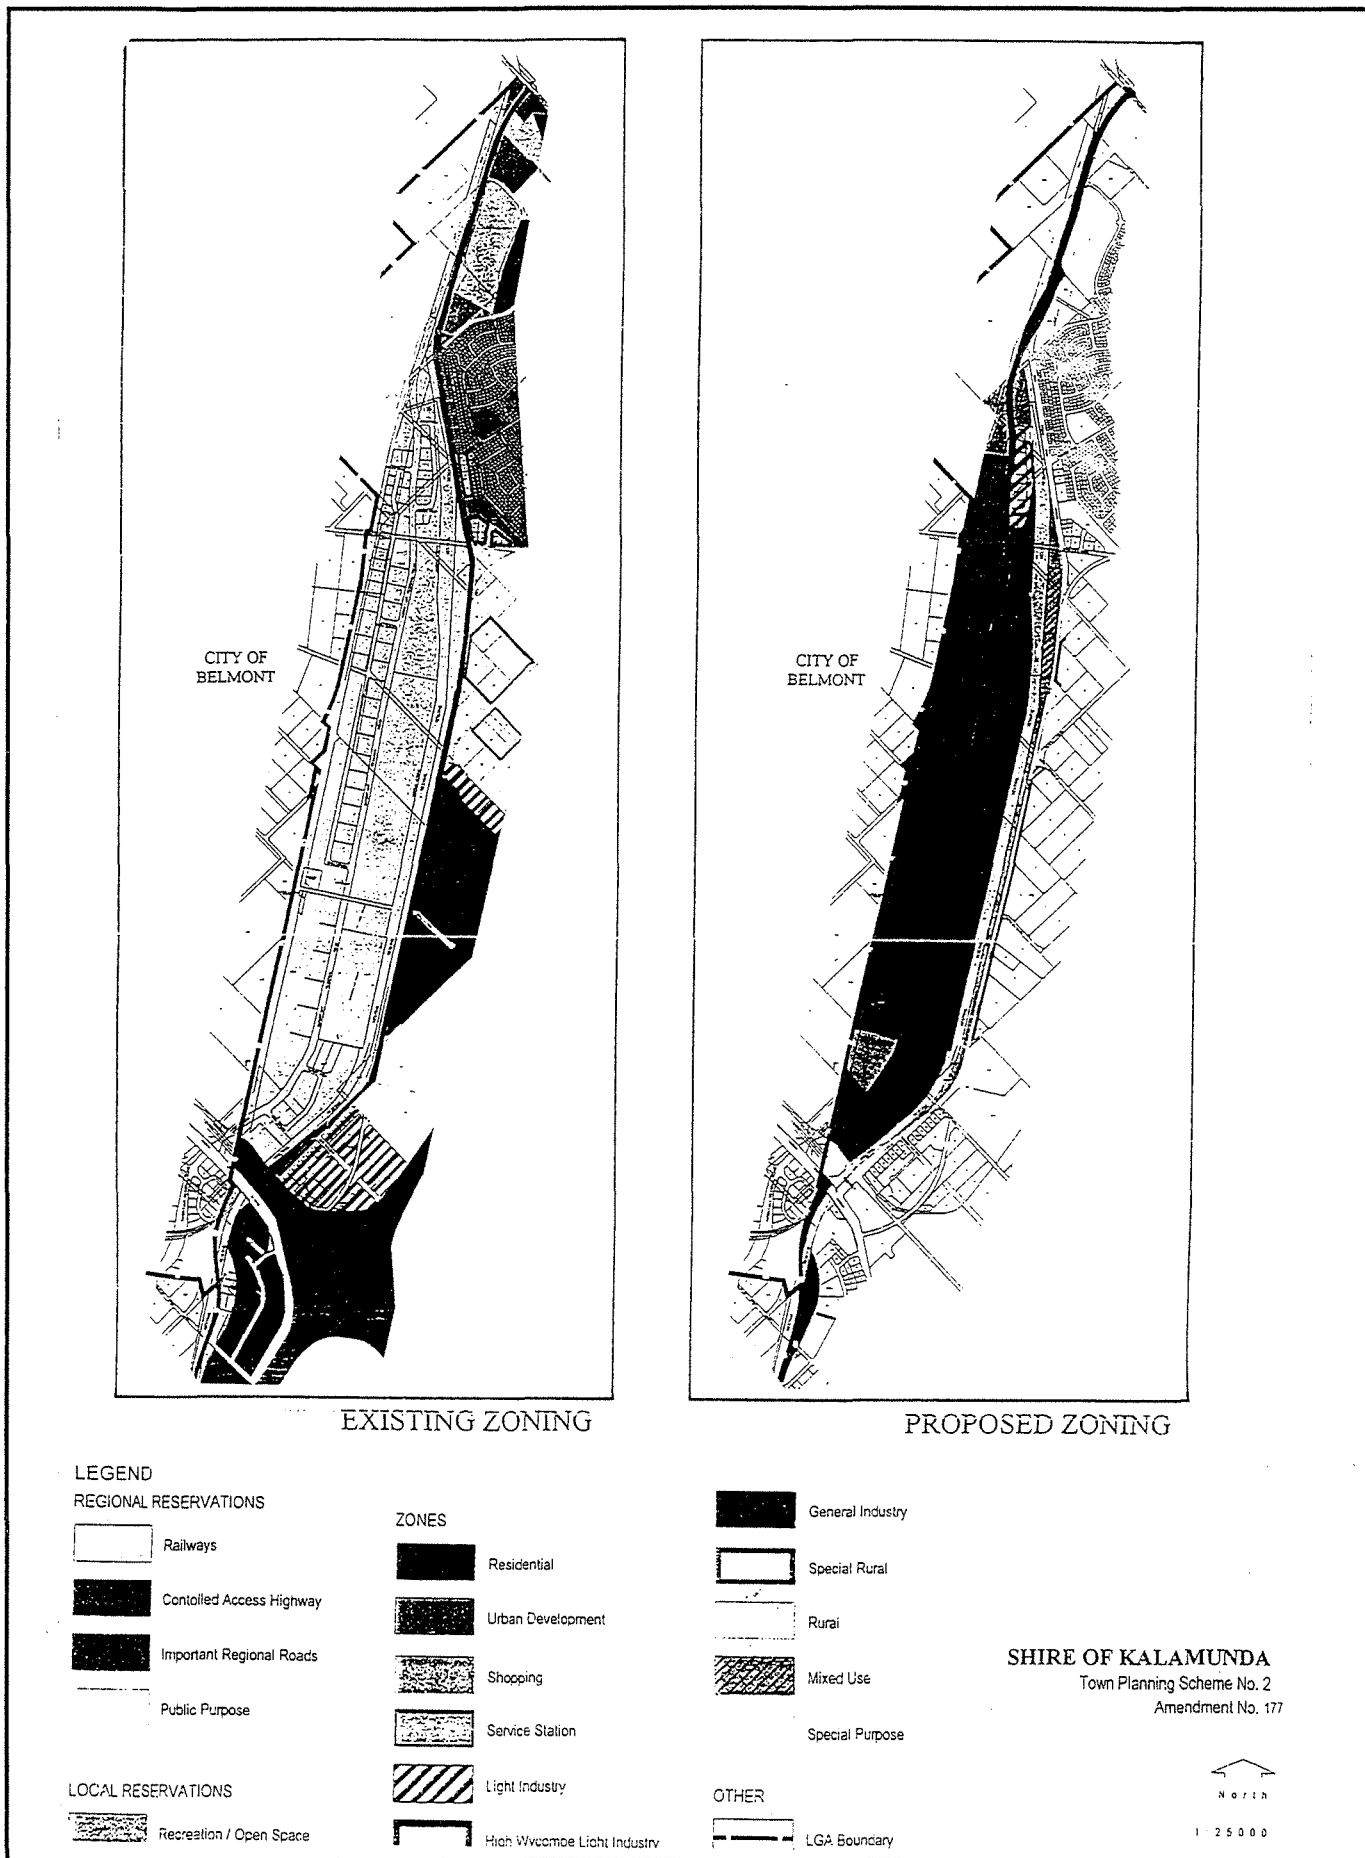 CITY OF
BELMONT
CITY OF
BELMONT
EXISTING ZONING
PROPOSED ZONING
LEGEND
REGIONAL RESERVATIONS
Railways
Contolled Access Highway
Important Regional Roads
Public Purpose
LOCAL RESERVATIONS
Recreation / Open Space
ZONES
Residential
Urban Development
Shopping
Service Station
Light Industry
High Wycombe Light Industry
General Industry
Special Rural
Rural
Mixed Use
Special Purpose
OTHER
LGA Boundary
SHIRE OF KALAMUNDA
Town Planning Scheme No. 2
Amendment No. 177
North
1 : 25000